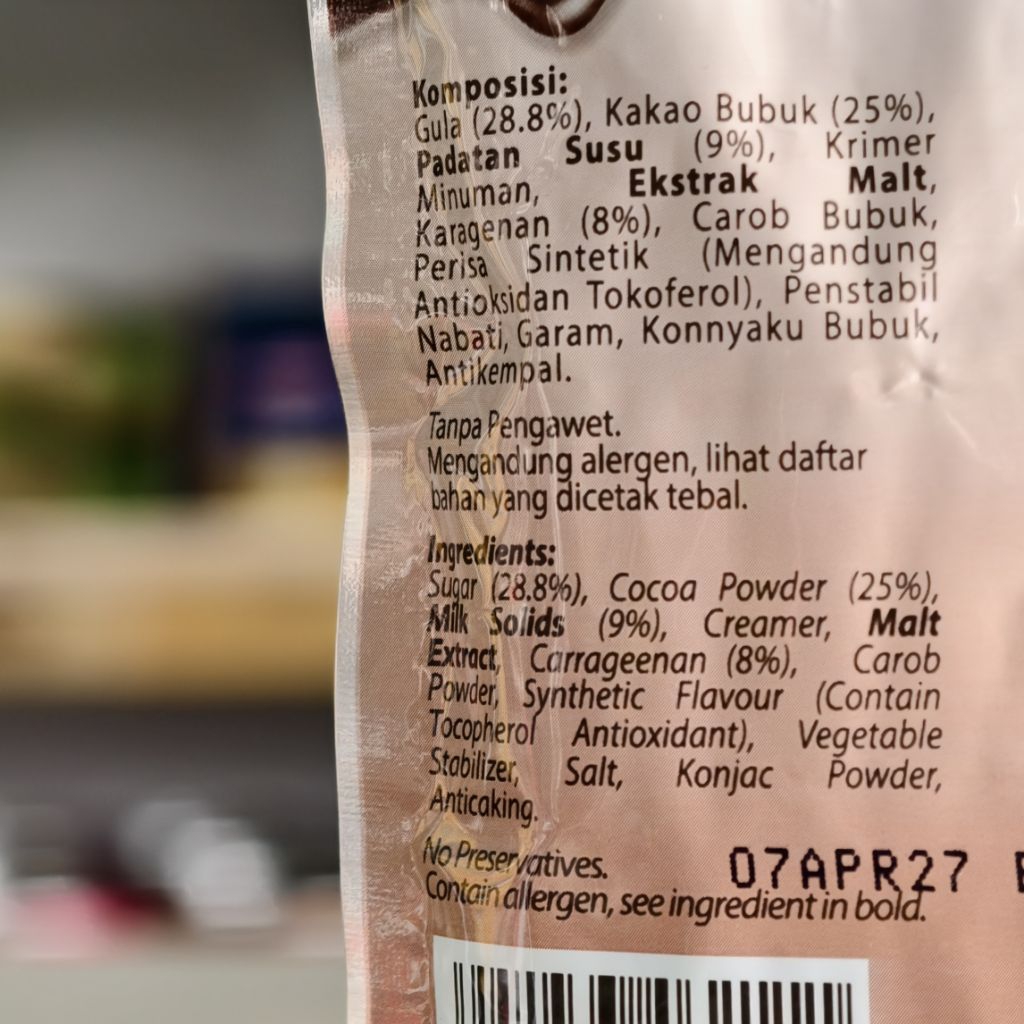 Komposisi:
Gula (28.8%), Kakao Bubuk (25%),
Padatan Susu (9%), Krimer
Minuman, Ekstrak Malt,
Karagenan (8%), Carob Bubuk,
Perisa Sintetik (Mengandung
Antioksidan Tokoferol), Penstabil
Nabati, Garam, Konnyaku Bubuk,
Antikempal.
Tanpa Pengawet.
Mengandung alergen, lihat daftar
bahan yang dicetak tebal.
Ingredients:
Sugar (28.8%), Cocoa Powder (25%),
Milk Solids (9%), Creamer, Malt
Extract, Carrageenan (8%), Carob
Powder, Synthetic Flavour (Contain
Tocopherol Antioxidant), Vegetable
Stabilizer, Salt, Konjac Powder,
Anticaking.
No Preservatives.
07APR27
Contain allergen, see ingredient in bold.